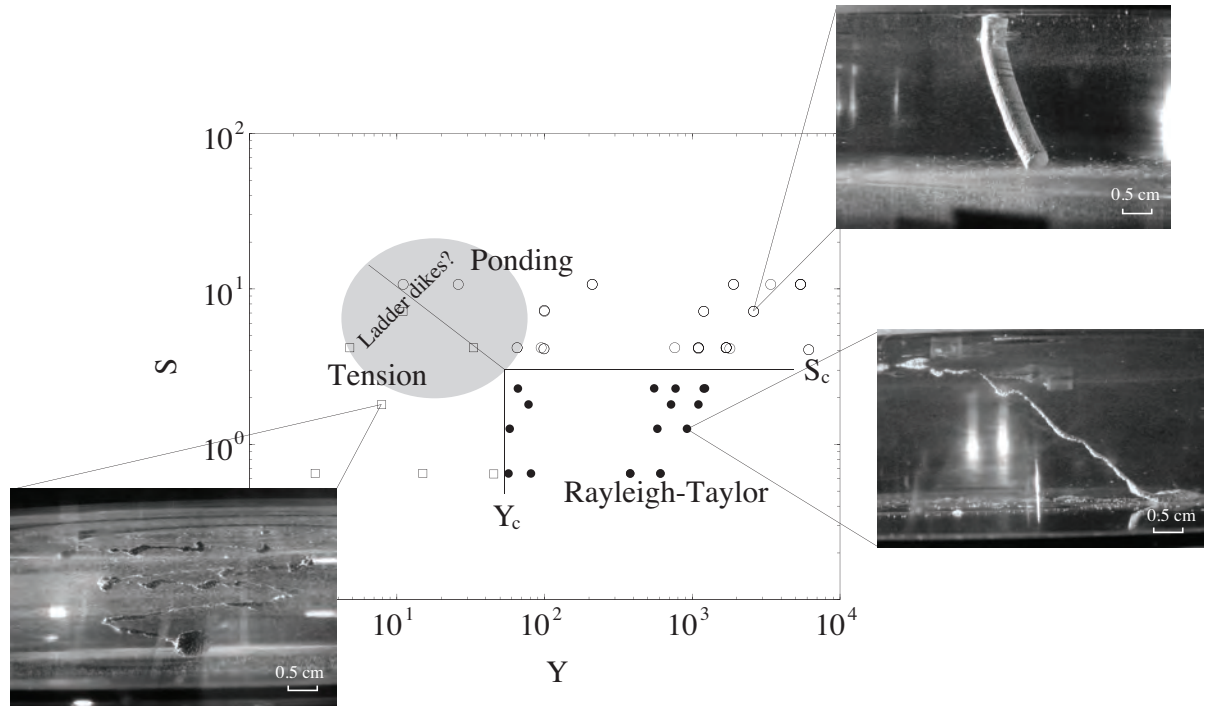 0.5 cm
10²
S
10¹
10⁰
Ladder dikes?
Ponding
Tension
S_c
0.5 cm
Rayleigh-Taylor
Y_c
0.5 cm
10¹
10²
10³
10⁴
Y